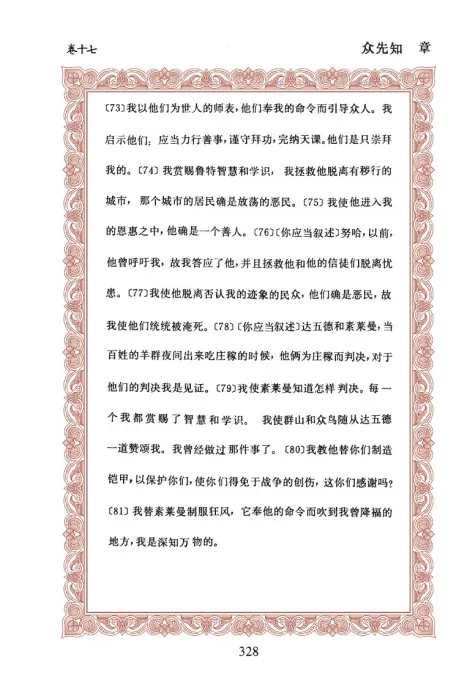 卷十七
众先知 章
〔73〕我以他们为世人的师表，他们奉我的命令而引导众人。我
启示他们：应当力行善事，谨守拜功，完纳天课。他们是只崇拜
我的。〔74〕我赏赐鲁特智慧和学识，我拯救他脱离有秽行的
城市，那个城市的居民确是放荡的恶民。〔75〕我使他进入我
的恩惠之中，他确是一个善人。〔76〕〔你应当叙述〕努哈，以前，
他曾呼吁我，故我答应了他，并且拯救他和他的信徒们脱离忧
患。〔77〕我使他脱离否认我的迹象的民众，他们确是恶民，故
我使他们统统被淹死。〔78〕〔你应当叙述〕达五德和素莱曼，当
百姓的羊群夜间出来吃庄稼的时候，他俩为庄稼而判决，对于
他们的判决我是见证。〔79〕我使素莱曼知道怎样判决。每一
个我都赏赐了智慧和学识。我使群山和众鸟随从达五德
一道赞颂我。我曾经做过那件事了。〔80〕我教他替你们制造
铠甲，以保护你们，使你们得免于战争的创伤，这你们感谢吗？
〔81〕我替素莱曼制服狂风，它奉他的命令而吹到我曾降福的
地方，我是深知万物的。
328